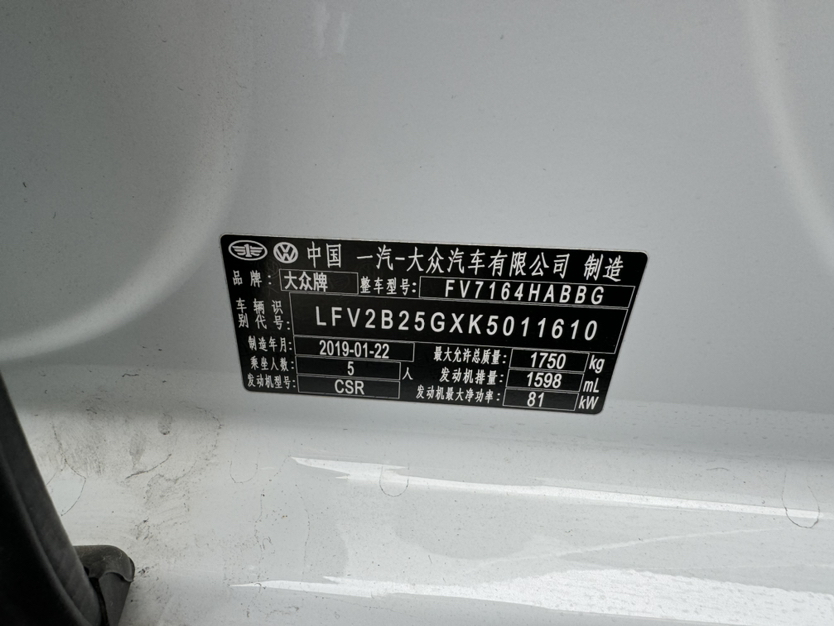 中国 一汽-大众汽车有限公司 制造
品牌: 大众牌 整车型号: FV7164HABBG
车辆识别代号: LFV2B25GXK5011610
制造年月: 2019-01-22 最大允许总质量: 1750 kg
乘坐人数: 5 人 发动机排量: 1598 mL
发动机型号: CSR 发动机最大净功率: 81 kW